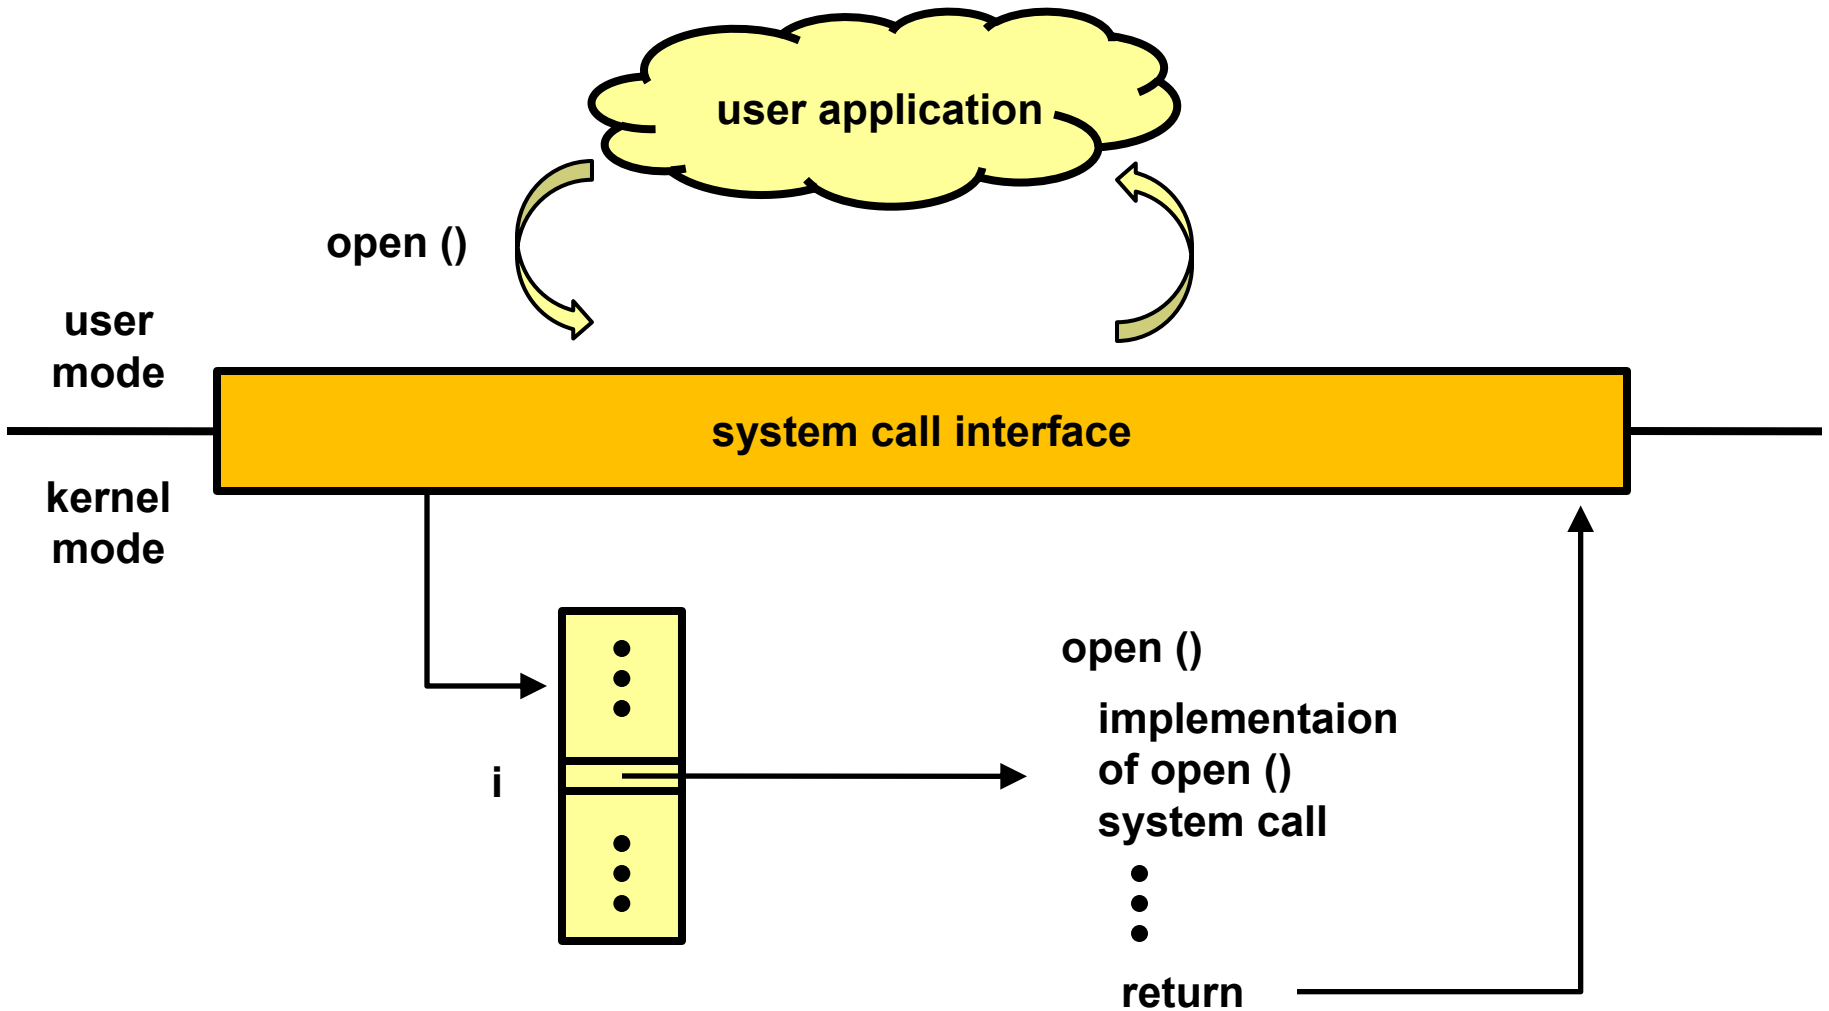 user application
open ()
user
mode
system call interface
kernel
mode
open ()
implementaion
of open ()
system call
i
return